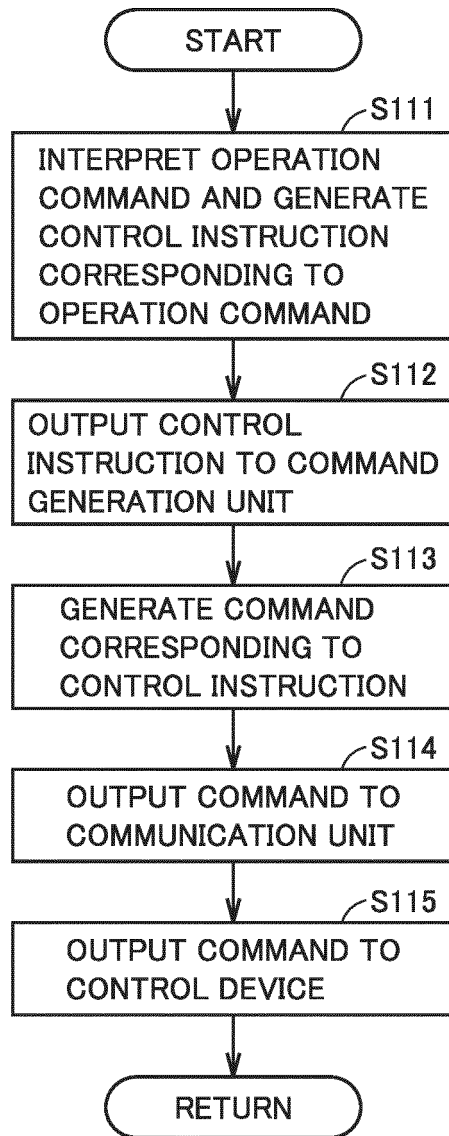 START
S111
INTERPRET OPERATION
COMMAND AND GENERATE
CONTROL INSTRUCTION
CORRESPONDING TO
OPERATION COMMAND
S112
OUTPUT CONTROL
INSTRUCTION TO COMMAND
GENERATION UNIT
S113
GENERATE COMMAND
CORRESPONDING TO
CONTROL INSTRUCTION
S114
OUTPUT COMMAND TO
COMMUNICATION UNIT
S115
OUTPUT COMMAND TO
CONTROL DEVICE
RETURN